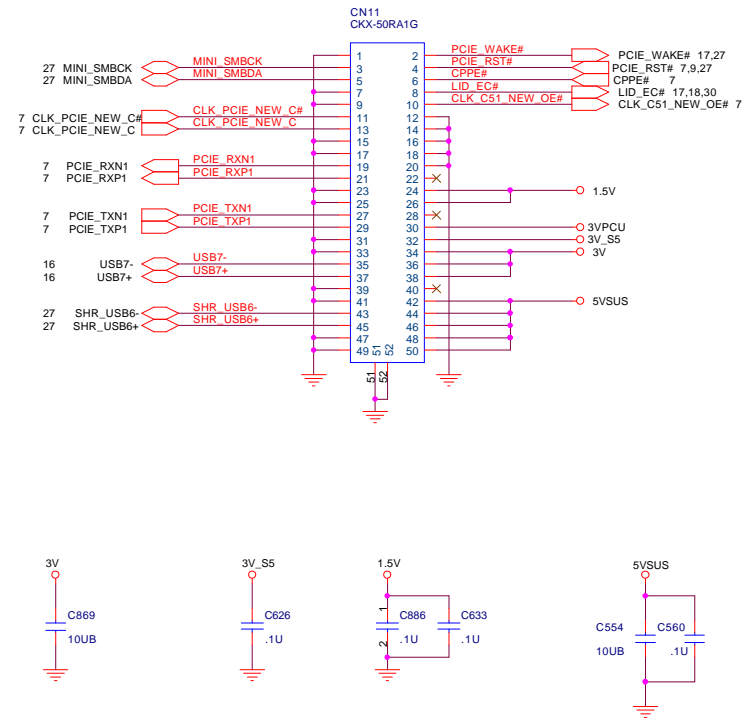 CN11
CKX-50RA1G
27 MINI_SMBCK MINI_SMBCK 1 2 PCIE_WAKE# PCIE_WAKE# 17,27
27 MINI_SMBDA MINI_SMBDA 3 4 PCIE_RST# PCIE_RST# 7,9,27
5 6 CPPE# CPPE# 7
7 8 LID_EC# LID_EC# 17,18,30
9 10 CLK_C51_NEW_OE# CLK_C51_NEW_OE# 7
7 CLK_PCIE_NEW_C# CLK_PCIE_NEW_C# 11 12
7 CLK_PCIE_NEW_C CLK_PCIE_NEW_C 13 14
15 16
17 18
7 PCIE_RXN1 PCIE_RXN1 19 20
7 PCIE_RXP1 PCIE_RXP1 21 22
23 24 1.5V
25 26
7 PCIE_TXN1 PCIE_TXN1 27 28
7 PCIE_TXP1 PCIE_TXP1 29 30 3VPCU
31 32 3V_S5
33 34 3V
16 USB7- USB7- 35 36
16 USB7+ USB7+ 37 38
39 40
41 42 5VSUS
27 SHR_USB6- SHR_USB6- 43 44
27 SHR_USB6+ SHR_USB6+ 45 46
47 48
49 51 52 50
51 52
3V 3V_S5 1.5V 5VSUS
C869 C626 1 C886 C633 C554 C560
10UB .1U 2 .1U .1U 10UB .1U